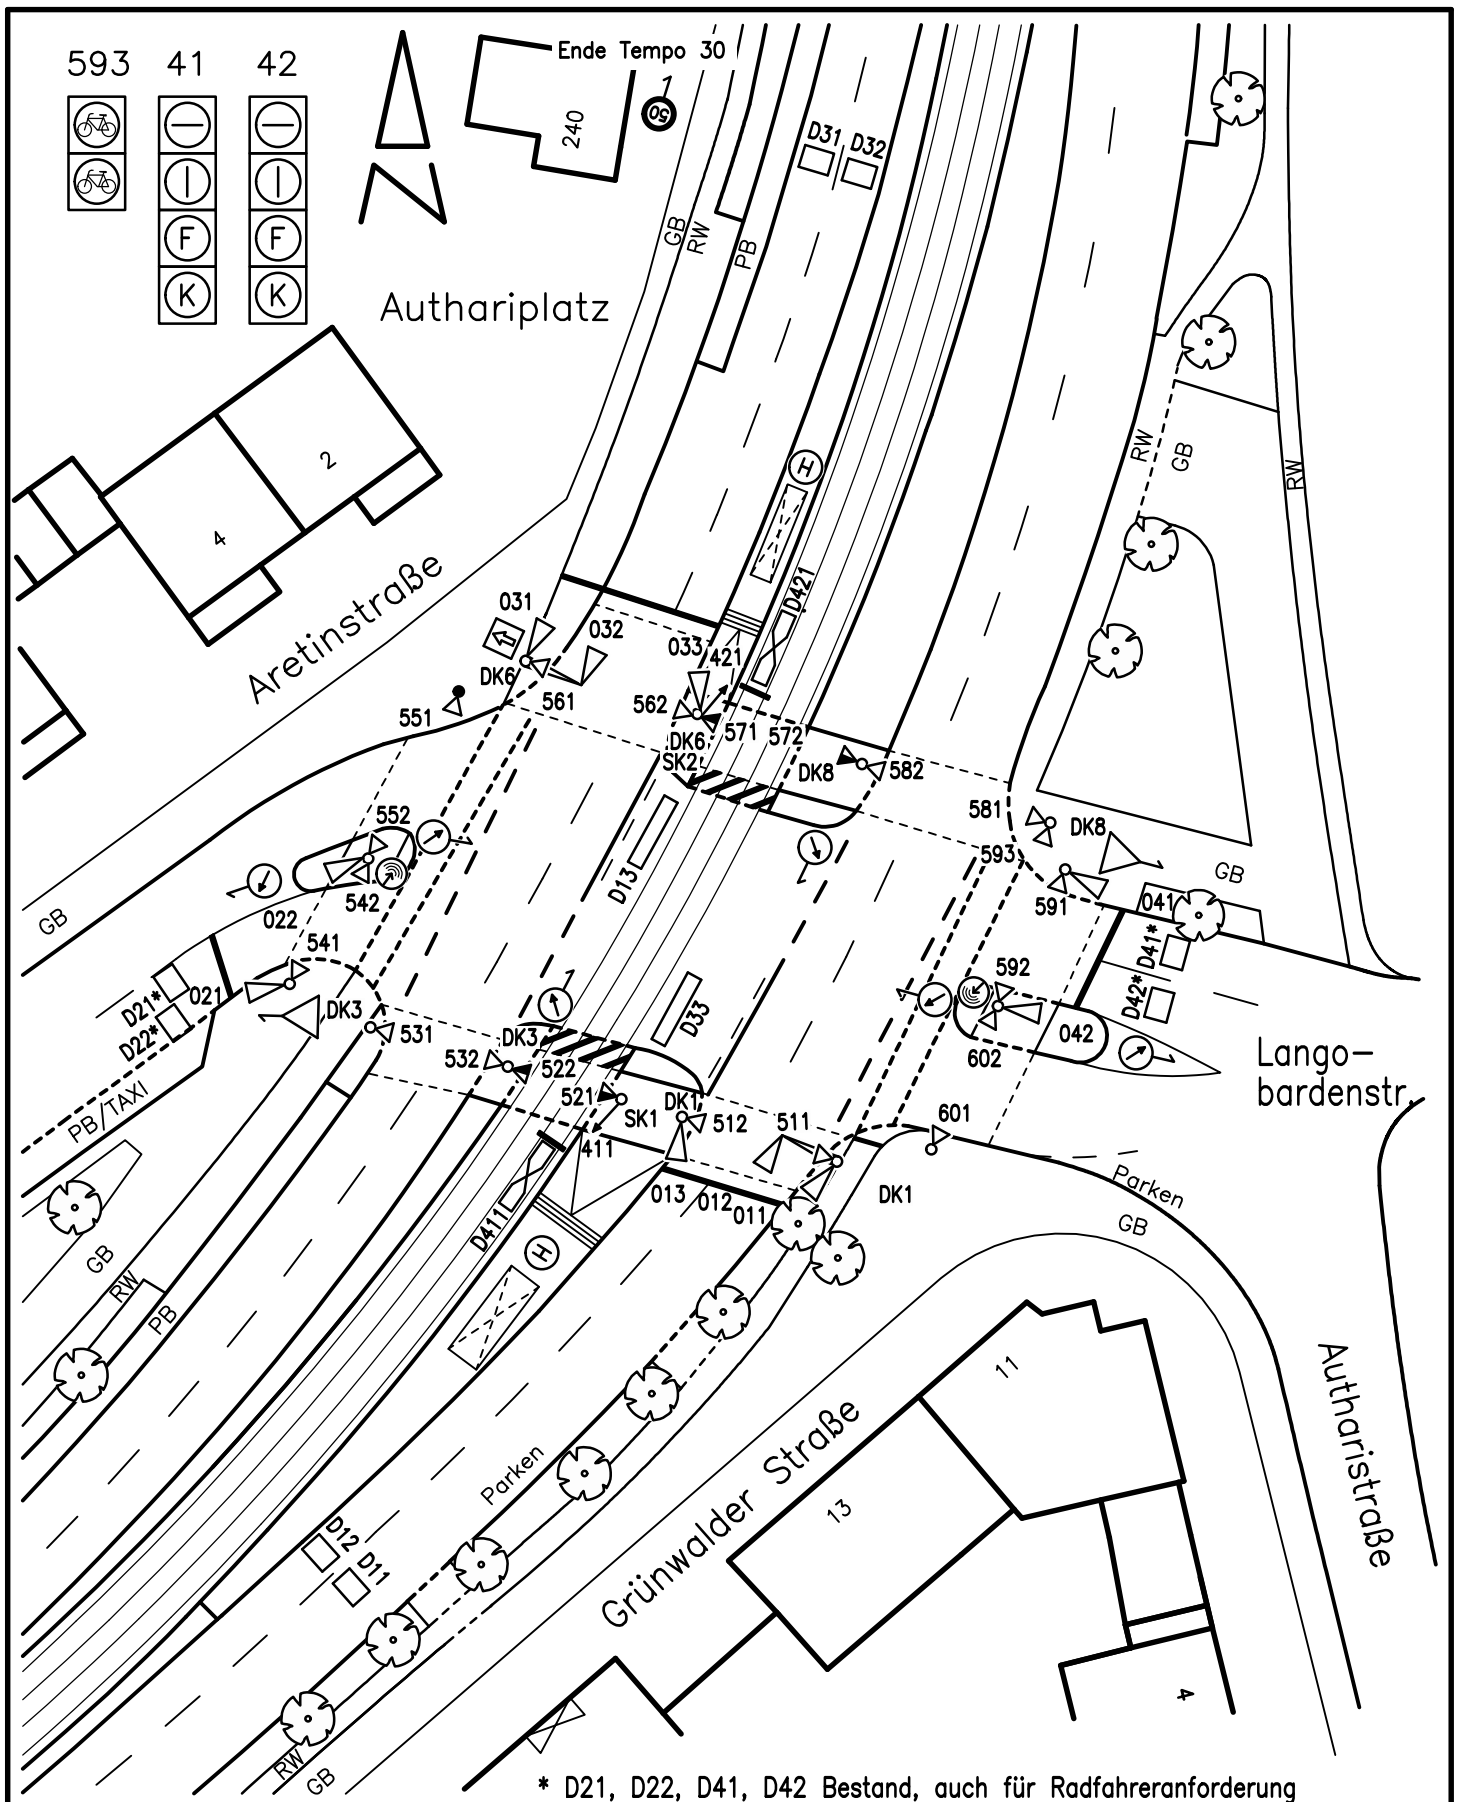 593 41 42
Ende Tempo 30
50
240
F
F
K
K
D31 D32
GB
RW
PB
Authariplatz
2
4
H
RW
GB
RW
Aretinstraße
D421
031
032
033
421
DK6
561
551
562
571
572
DK6
SK2
DK8
582
581
DK8
593
GB
552
D13
591
041
GB
542
022
541
D41*
D42*
592
D21*
021
D22*
DK3
531
D33
042
602
DK3
532
522
521
SK1
DK1
512
511
601
Lango-
bardenstr.
PB/TAXI
411
013
012
011
DK1
Parken
GB
D411
H
GB
RW
PB
11
Autharistraße
Parken
Grünwalder Straße
13
D12
D11
4
RW
GB
* D21, D22, D41, D42 Bestand, auch für Radfahreranforderung